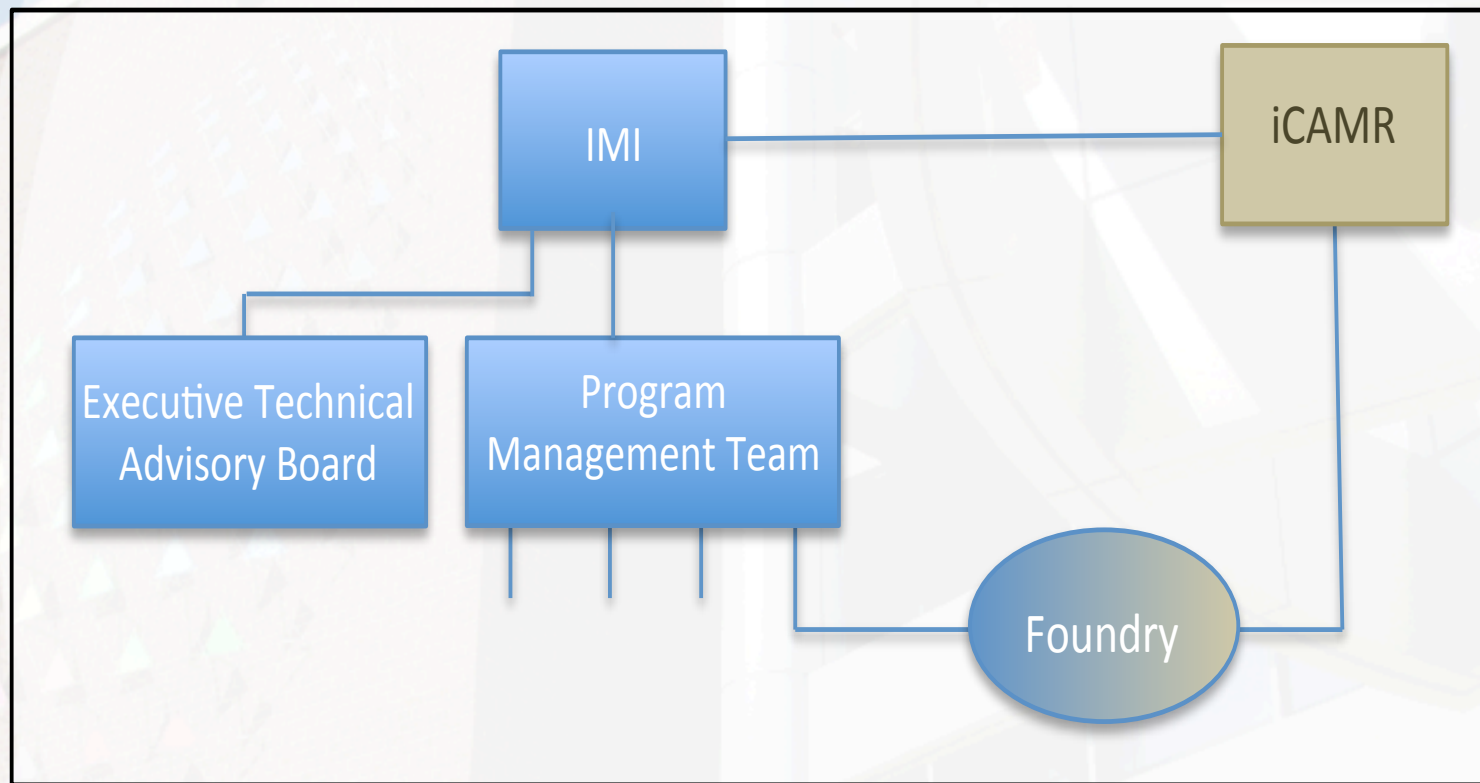 IMI
iCAMR
Executive Technical
Advisory Board
Program
Management Team
Foundry